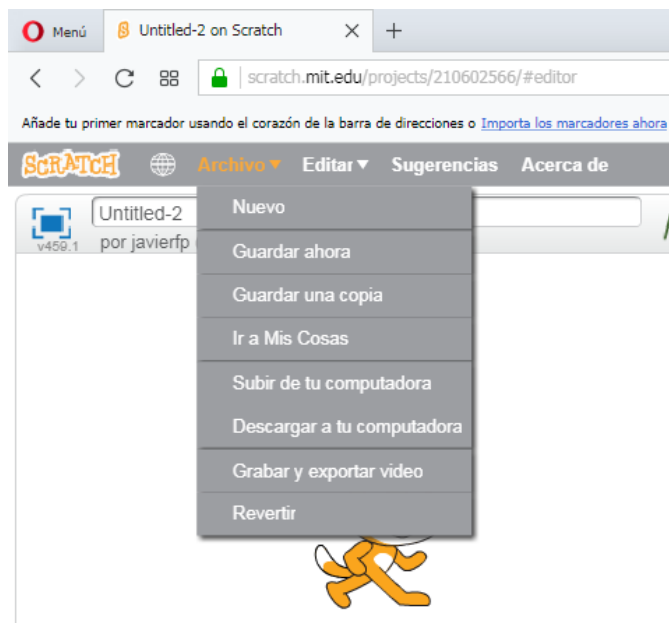 Menú
Untitled-2 on Scratch
scratch.mit.edu/projects/210602566/#editor
Añade tu primer marcador usando el corazón de la barra de direcciones o Importa los marcadores ahora
SCRATCH Archivo Editar Sugerencias Acerca de
Untitled-2
v459.1 por javierfp
Nuevo
Guardar ahora
Guardar una copia
Ir a Mis Cosas
Subir de tu computadora
Descargar a tu computadora
Grabar y exportar video
Revertir